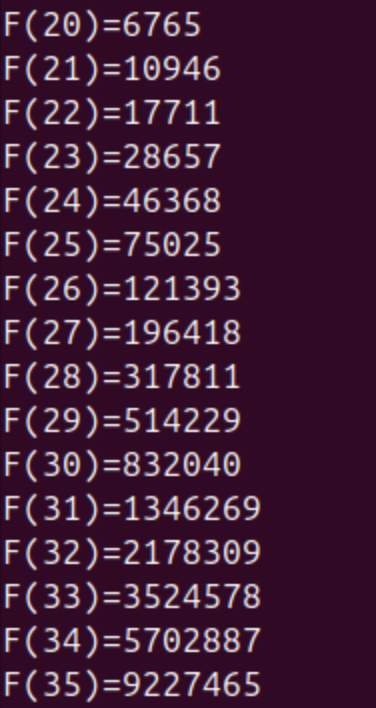 F(20)=6765
F(21)=10946
F(22)=17711
F(23)=28657
F(24)=46368
F(25)=75025
F(26)=121393
F(27)=196418
F(28)=317811
F(29)=514229
F(30)=832040
F(31)=1346269
F(32)=2178309
F(33)=3524578
F(34)=5702887
F(35)=9227465